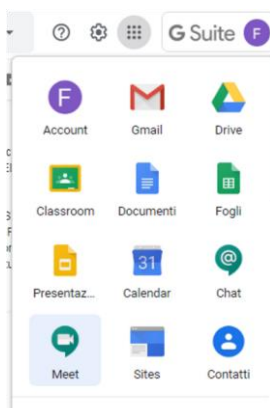 G Suite F
F
Account Gmail Drive
Classroom Documenti Fogli
31
Presentaz... Calendar Chat
Meet Sites Contatti